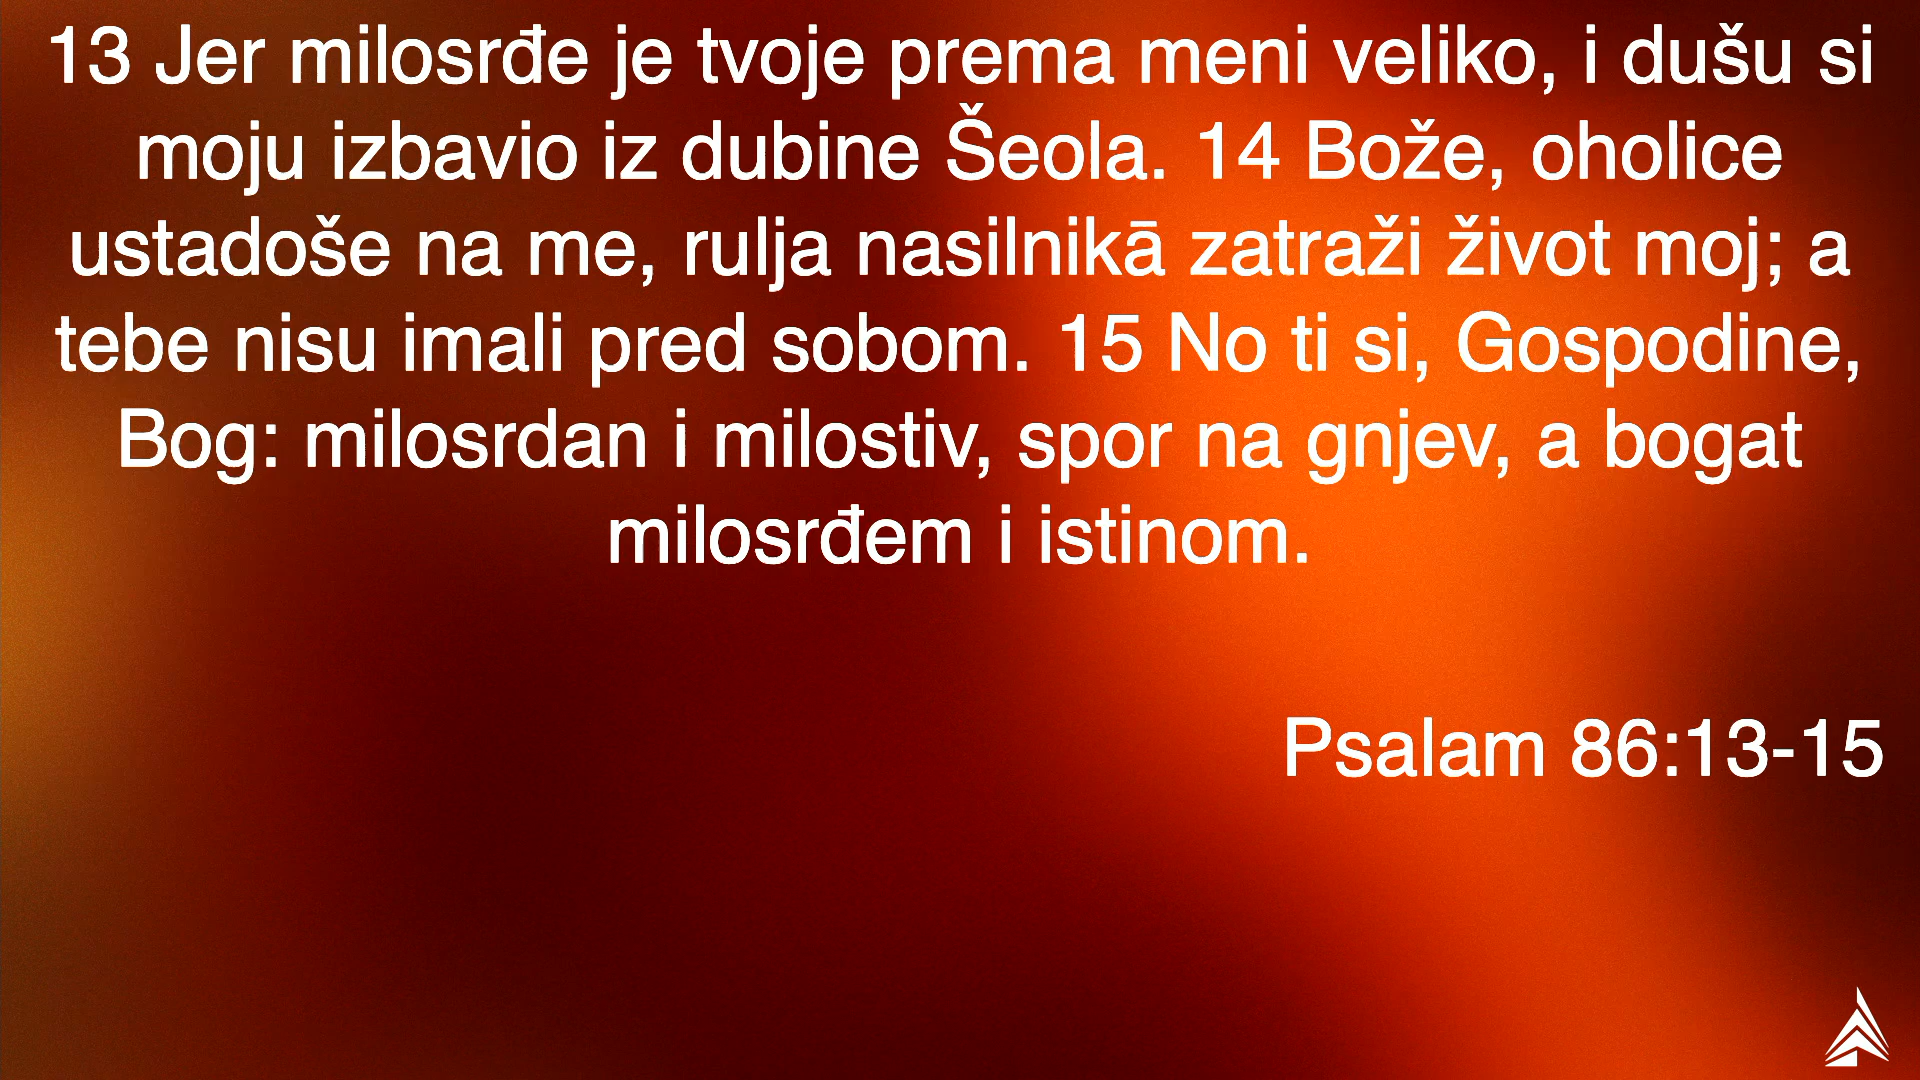 13 Jer milosrđe je tvoje prema meni veliko, i dušu si
moju izbavio iz dubine Šeola. 14 Bože, oholice
ustadoše na me, rulja nasilnikā zatraži život moj; a
tebe nisu imali pred sobom. 15 No ti si, Gospodine,
Bog: milosrdan i milostiv, spor na gnjev, a bogat
milosrđem i istinom.
Psalam 86:13-15